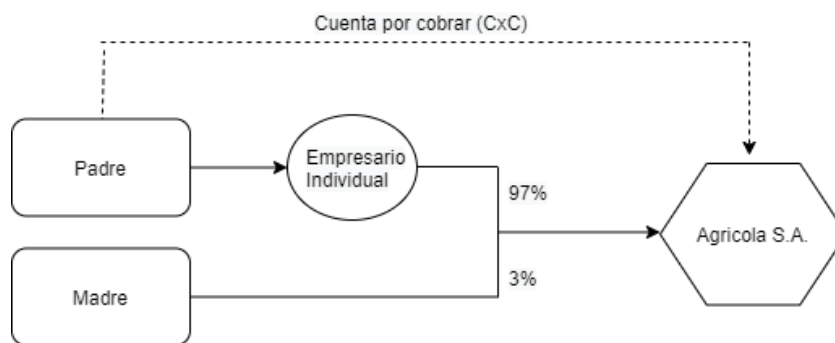 Cuenta por cobrar (CxC)
Padre
Empresario
Individual
97%
Agricola S.A.
3%
Madre